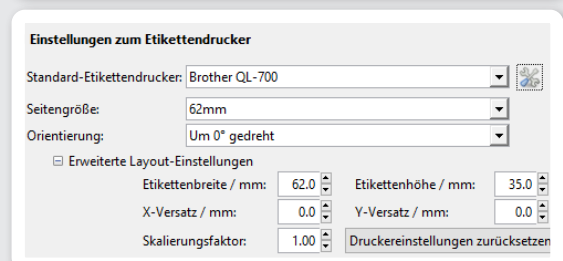 Einstellungen zum Etikettendrucker
Standard-Etikettendrucker: Brother QL-700
Seitengröße: 62mm
Orientierung: Um 0° gedreht
Erweiterte Layout-Einstellungen
Etikettenbreite / mm: 62.0 Etikettenhöhe / mm: 35.0
X-Versatz / mm: 0.0 Y-Versatz / mm: 0.0
Skalierungsfaktor: 1.00 Druckereinstellungen zurücksetzen